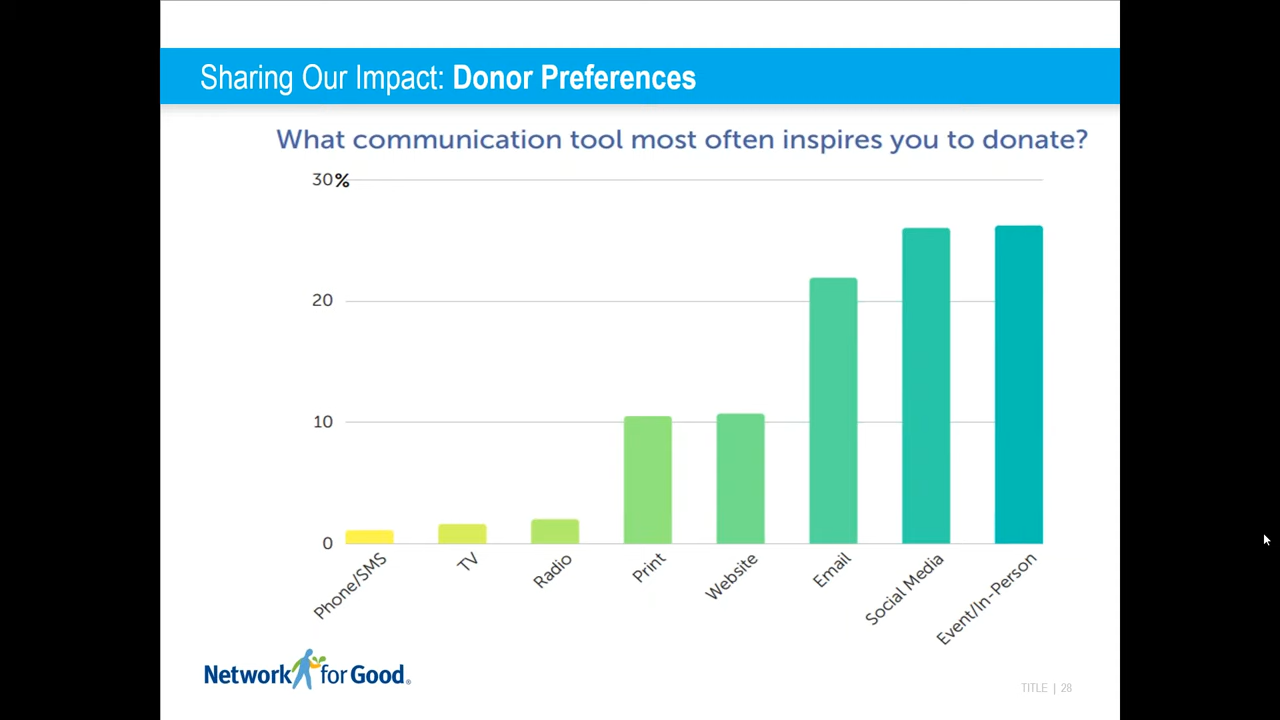 Sharing Our Impact: Donor Preferences
What communication tool most often inspires you to donate?
30%
20
10
0
Phone/SMS
TV
Radio
Print
Website
Email
Social Media
Event/In-Person
Network for Good®
TITLE | 28